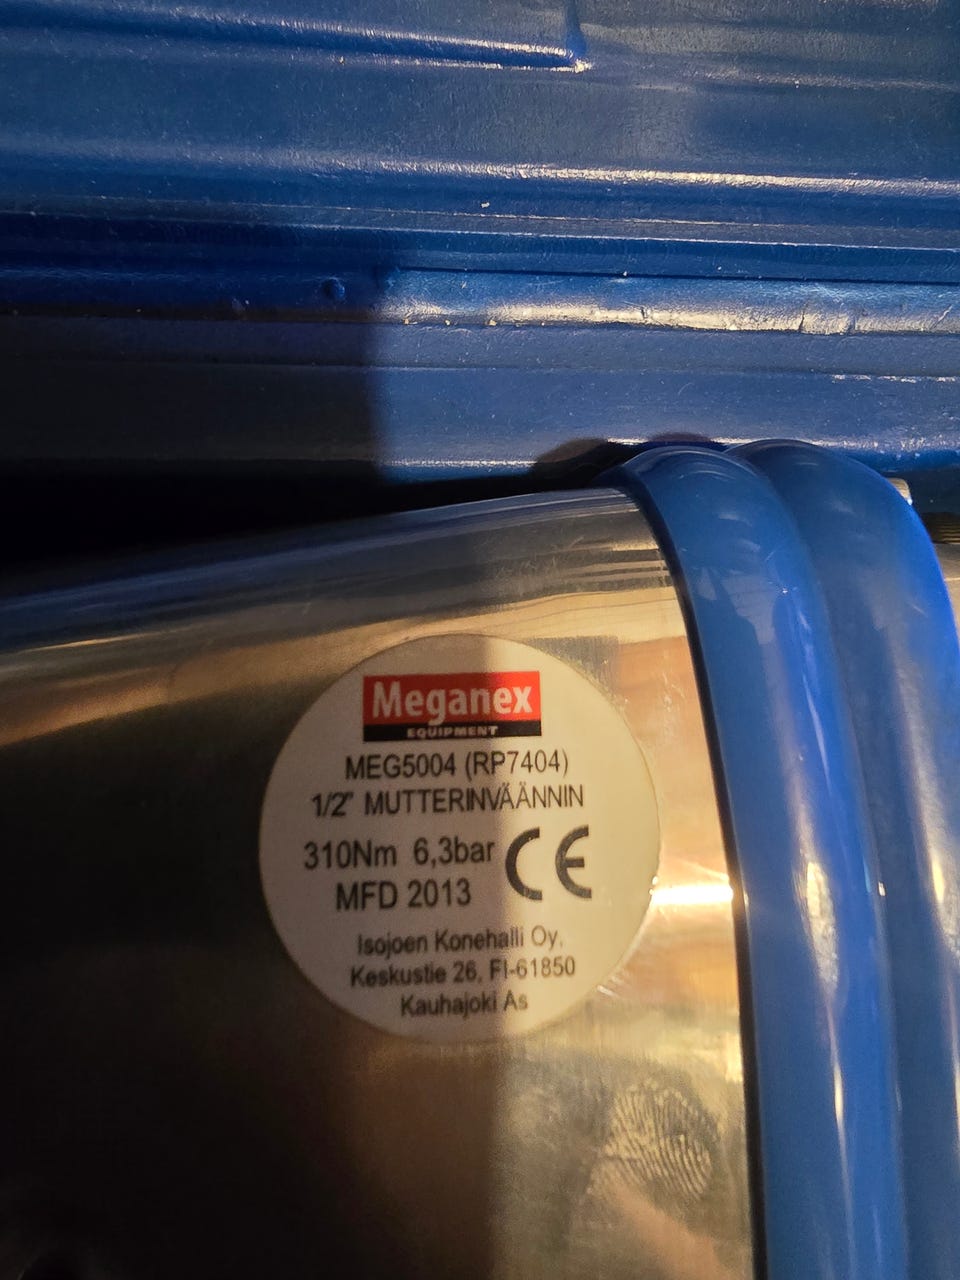 Meganex
EQUIPMENT
MEG5004 (RP7404)
1/2" MUTTERINVÄÄNNIN
310Nm 6,3bar CE
MFD 2013
Isojoen Konehalli Oy,
Keskustie 26, FI-61850
Kauhajoki As